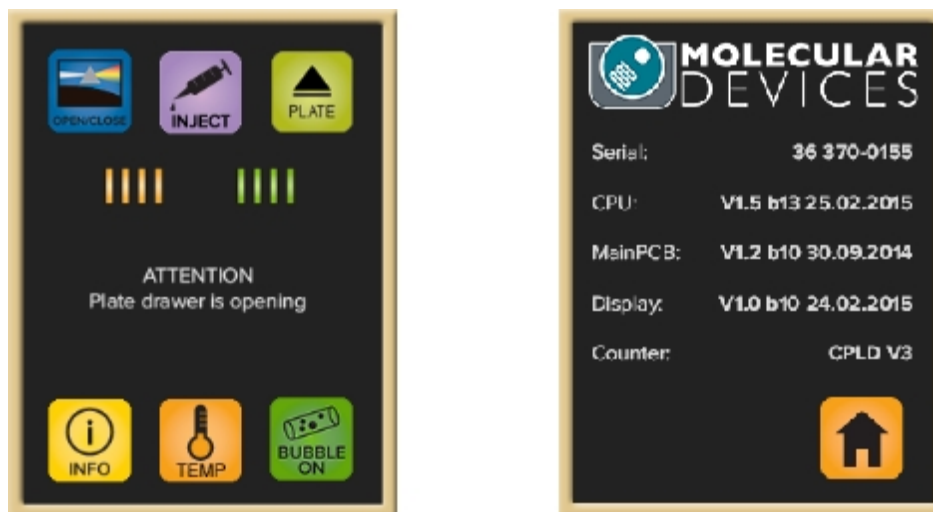 OPEN/CLOSE
INJECT
PLATE
ATTENTION
Plate drawer is opening
INFO
TEMP
BUBBLE
ON
MOLECULAR
DEVICES
Serial: 36 370-0155
CPU: V1.5 b13 25.02.2015
MainPCB: V1.2 b10 30.09.2014
Display: V1.0 b10 24.02.2015
Counter: CPLD V3